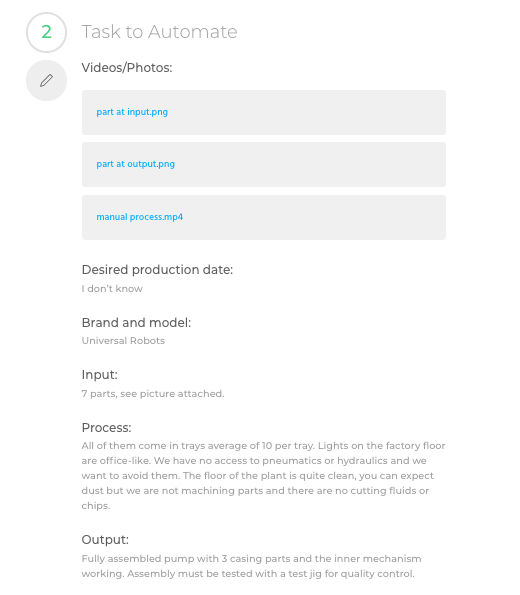 2
Task to Automate
Videos/Photos:
part at input.png
part at output.png
manual process.mp4
Desired production date:
I don't know
Brand and model:
Universal Robots
Input:
7 parts, see picture attached.
Process:
All of them come in trays average of 10 per tray. Lights on the factory floor
are office-like. We have no access to pneumatics or hydraulics and we
want to avoid them. The floor of the plant is quite clean, you can expect
dust but we are not machining parts and there are no cutting fluids or
chips.
Output:
Fully assembled pump with 3 casing parts and the inner mechanism
working. Assembly must be tested with a test jig for quality control.